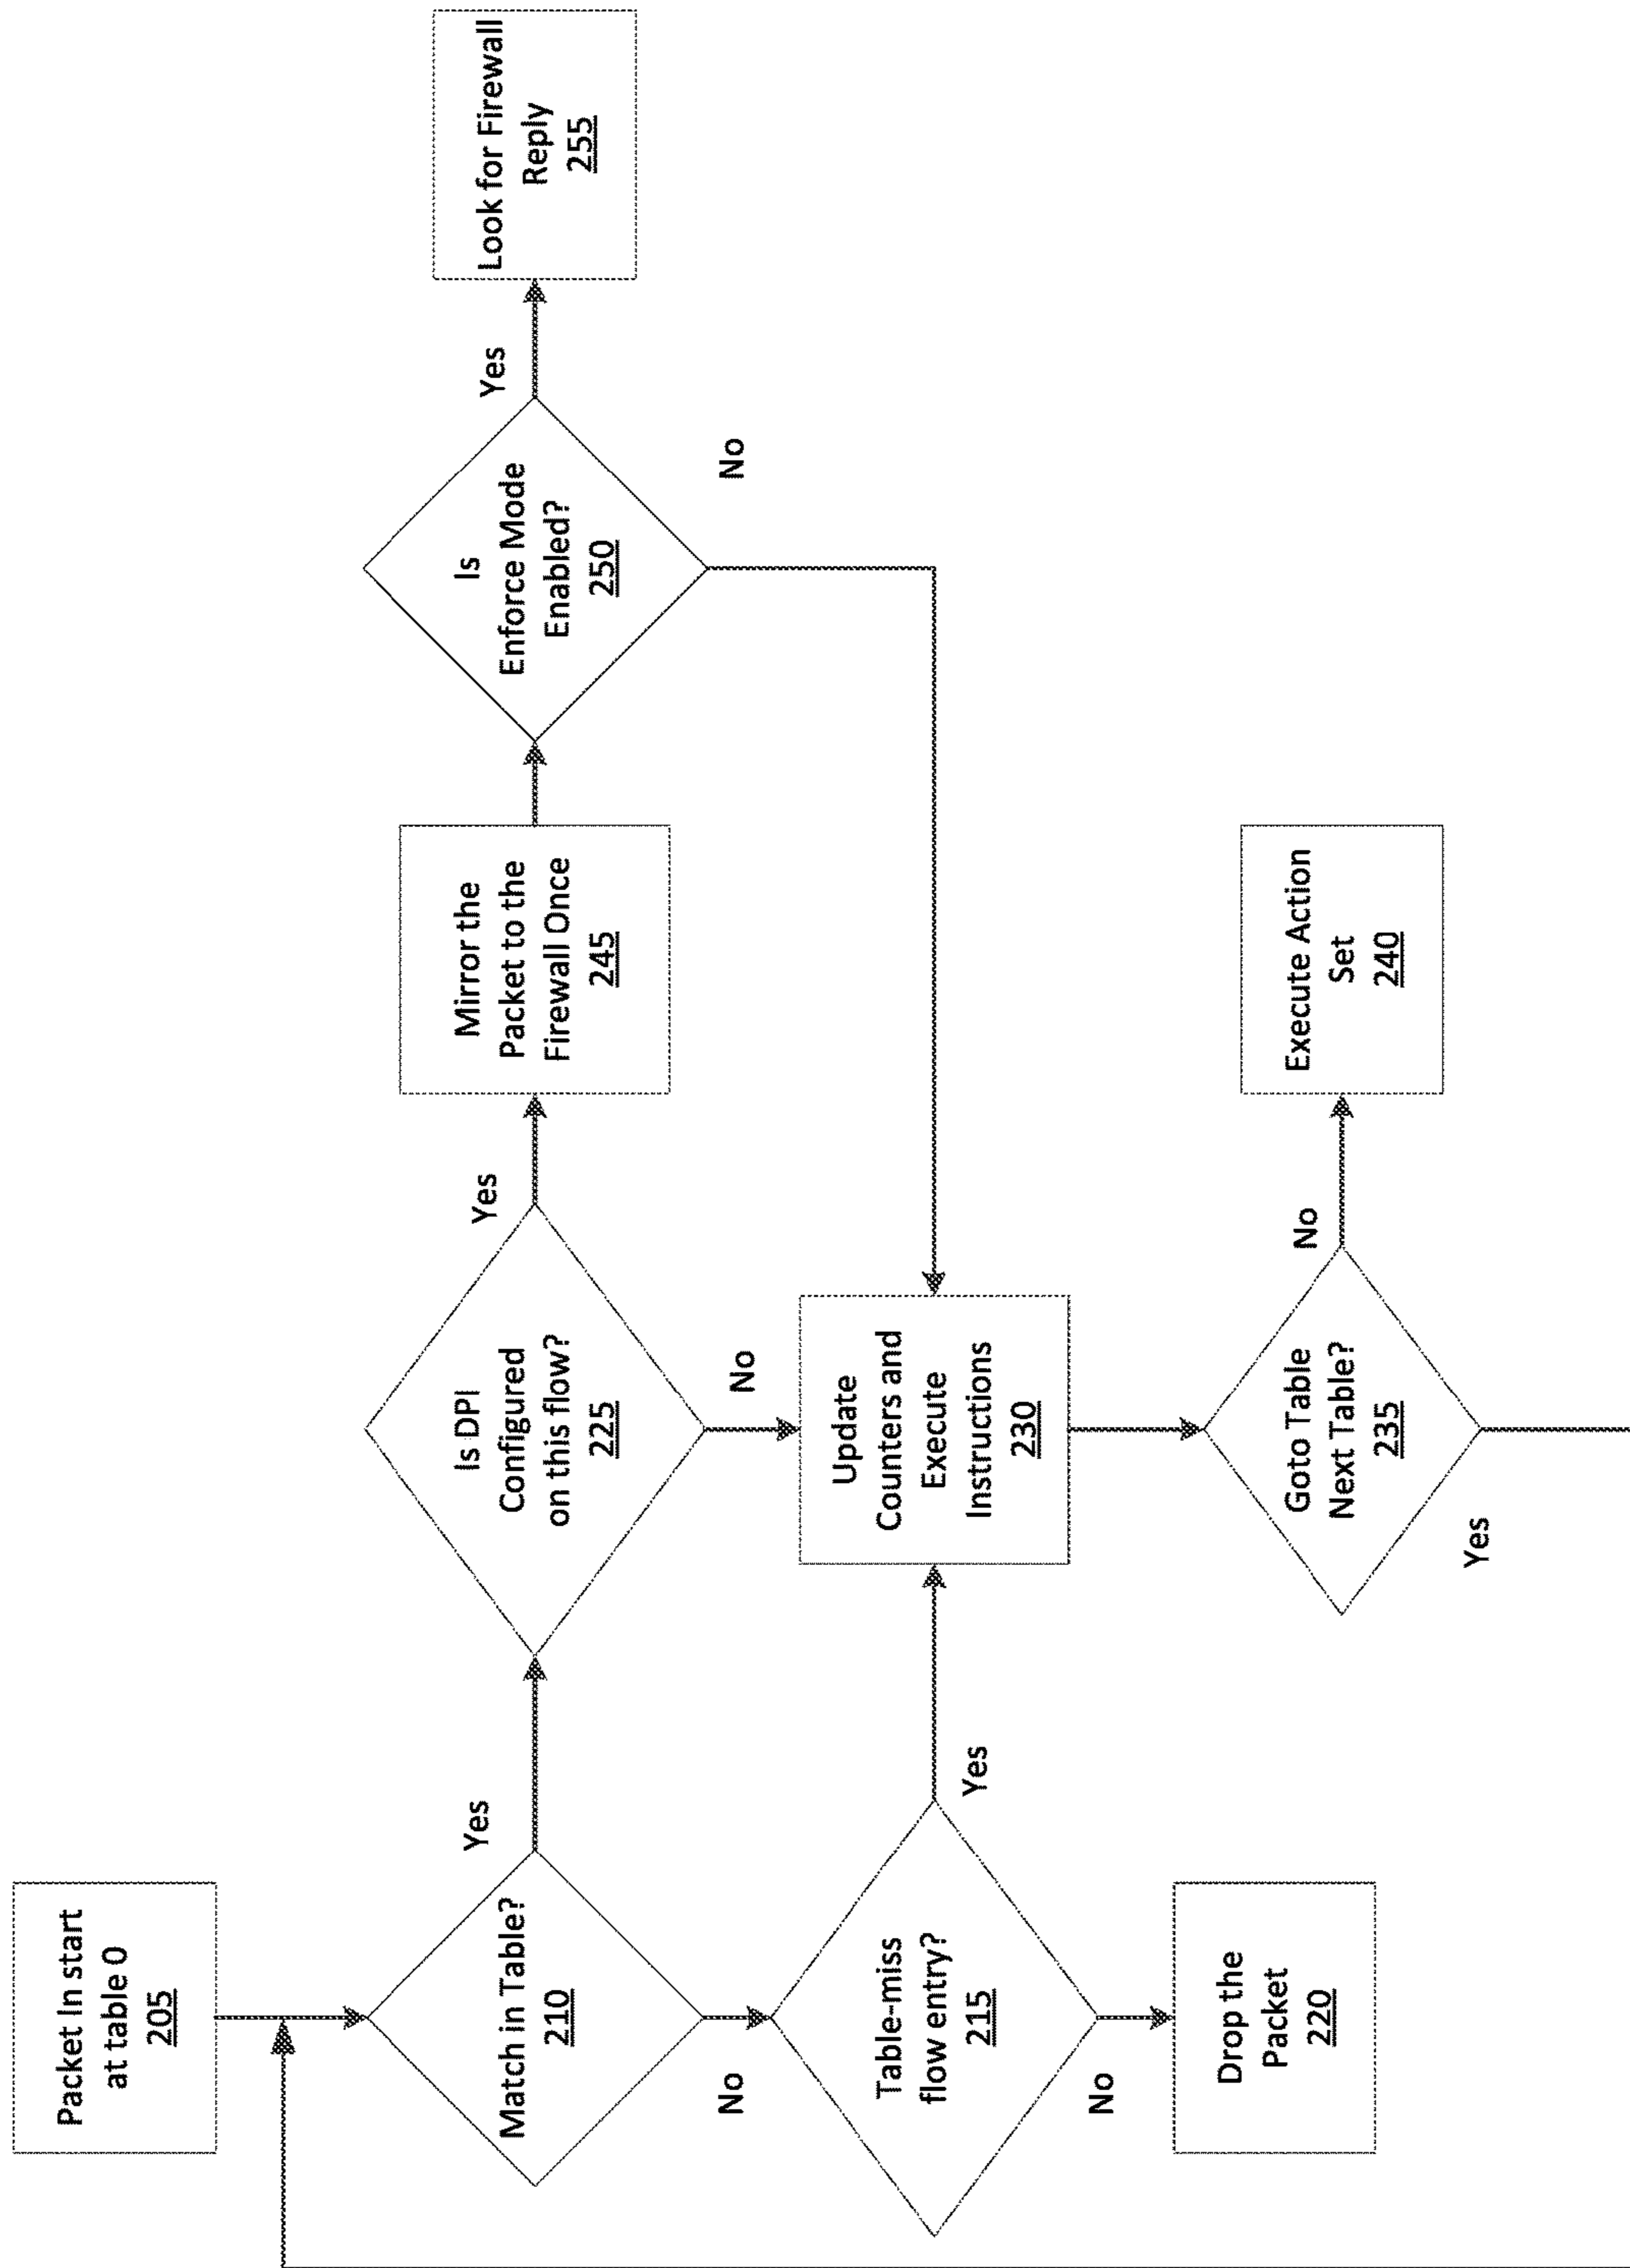 Packet In start
at table 0
205
Match in Table?
210
Yes
No
Table-miss
flow entry?
215
Yes
No
Drop the
Packet
220
Is DPI
Configured
on this flow?
225
Yes
No
Update
Counters and
Execute
Instructions
230
Goto Table
Next Table?
235
Yes
No
Execute Action
Set
240
Mirror the
Packet to the
Firewall Once
245
Is
Enforce Mode
Enabled?
250
Yes
No
Look for Firewall
Reply
255